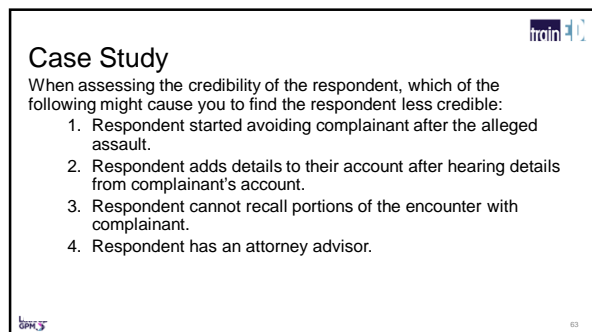 trainED
Case Study
When assessing the credibility of the respondent, which of the
following might cause you to find the respondent less credible:
1. Respondent started avoiding complainant after the alleged
assault.
2. Respondent adds details to their account after hearing details
from complainant's account.
3. Respondent cannot recall portions of the encounter with
complainant.
4. Respondent has an attorney advisor.
GPM
63